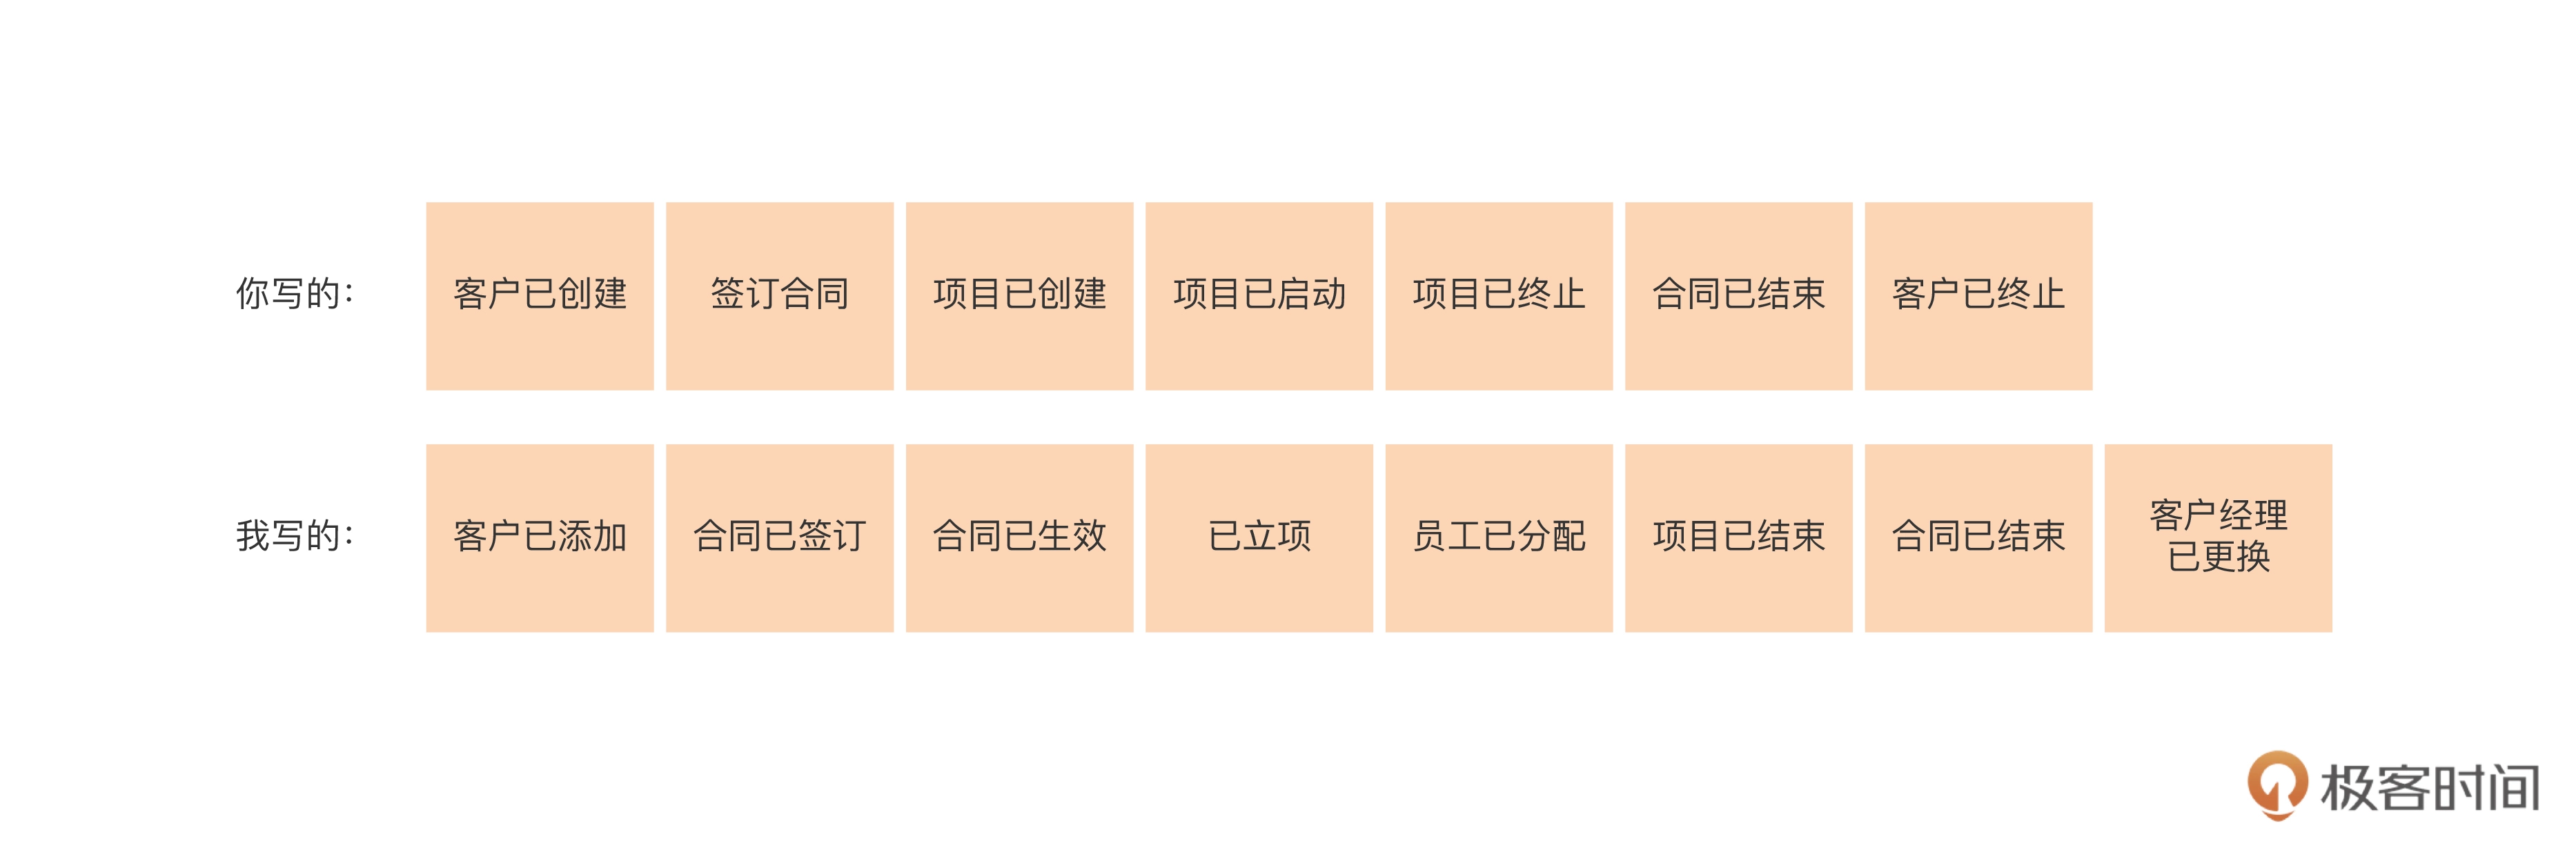 你写的：
客户已创建
签订合同
项目已创建
项目已启动
项目已终止
合同已结束
客户已终止
我写的：
客户已添加
合同已签订
合同已生效
已立项
员工已分配
项目已结束
合同已结束
客户经理
已更换
极客时间